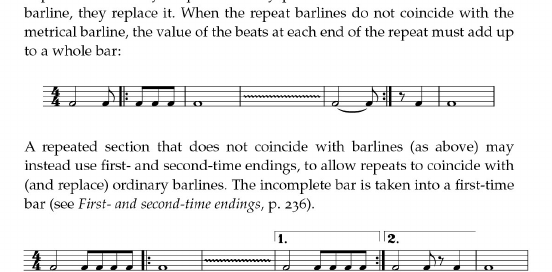 barline, they replace it. When the repeat barlines do not coincide with the
metrical barline, the value of the beats at each end of the repeat must add up
to a whole bar:
4
4
A repeated section that does not coincide with barlines (as above) may
instead use first- and second-time endings, to allow repeats to coincide with
(and replace) ordinary barlines. The incomplete bar is taken into a first-time
bar (see First- and second-time endings, p. 236).
1. 2.
4
4